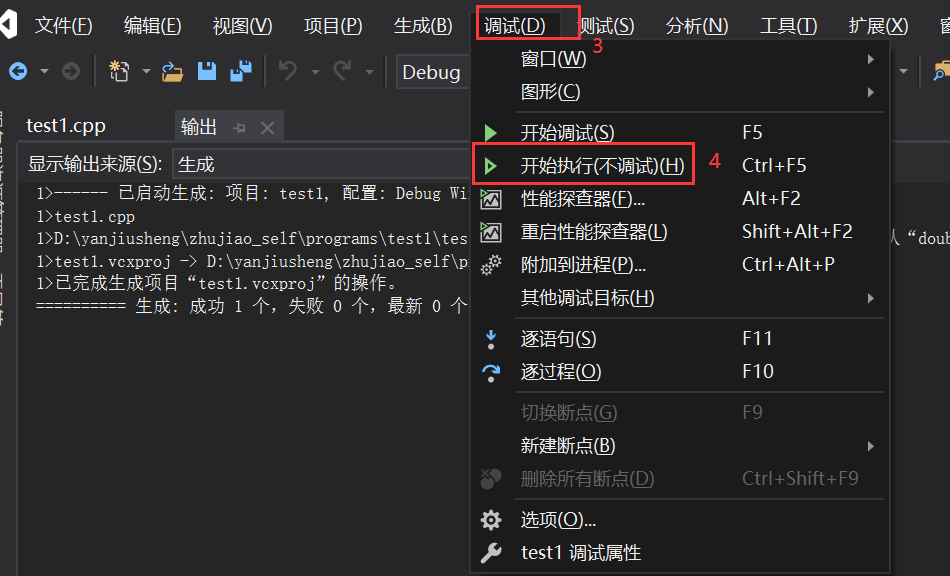 文件(F) 编辑(E) 视图(V) 项目(P) 生成(B) 调试(D) 测试(S) 分析(N) 工具(T) 扩展(X)
3
Debug
test1.cpp 输出
显示输出来源(S): 生成
1>------ 已启动生成: 项目: test1, 配置: Debug
1>test1.cpp
1>D:\yanjiusheng\zhujiao_self\programs\test1\tes
“doub
1>test1.vcxproj -> D:\yanjiusheng\zhujiao_self\p
1>已完成生成项目“test1.vcxproj”的操作。
========== 生成: 成功 1 个，失败 0 个，最新 0 个
窗口(W)
图形(C)
开始调试(S) F5
开始执行(不调试)(H) 4 Ctrl+F5
性能探查器(F)... Alt+F2
重启性能探查器(L) Shift+Alt+F2
附加到进程(P)... Ctrl+Alt+P
其他调试目标(H)
逐语句(S) F11
逐过程(O) F10
切换断点(G) F9
新建断点(B)
删除所有断点(D) Ctrl+Shift+F9
选项(O)...
test1 调试属性